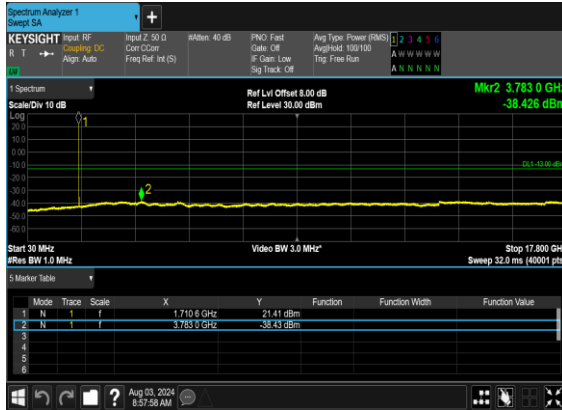 Spectrum Analyzer 1
Swept SA
+
KEYSIGHT Input: RF Input Z: 50 Ω #Atten: 40 dB PNO: Fast Avg Type: Power (RMS) 1 2 3 4 5 6
R T Coupling: DC Corr CCorr Gate: Off Avg|Hold: 100/100 A W W W W W
Align: Auto Freq Ref: Int (S) IF Gain: Low Trig: Free Run
Sig Track: Off A N N N N N
1 Spectrum Ref Lvl Offset 8.00 dB Mkr2 3.783 0 GHz
Scale/Div 10 dB Ref Level 30.00 dBm -38.426 dBm
Log
20.0
10.0
0.00
-10.0
-20.0
-30.0
-40.0
-50.0
-60.0
1
2
DL1 -13.00 dBm
Start 30 MHz Video BW 3.0 MHz* Stop 17.800 GHz
#Res BW 1.0 MHz Sweep 32.0 ms (40001 pts)
5 Marker Table
Mode Trace Scale X Y Function Function Width Function Value
1 N 1 f 1.710 6 GHz 21.41 dBm
2 N 1 f 3.783 0 GHz -38.43 dBm
3
4
5
6
? Aug 03, 2024
8:57:58 AM